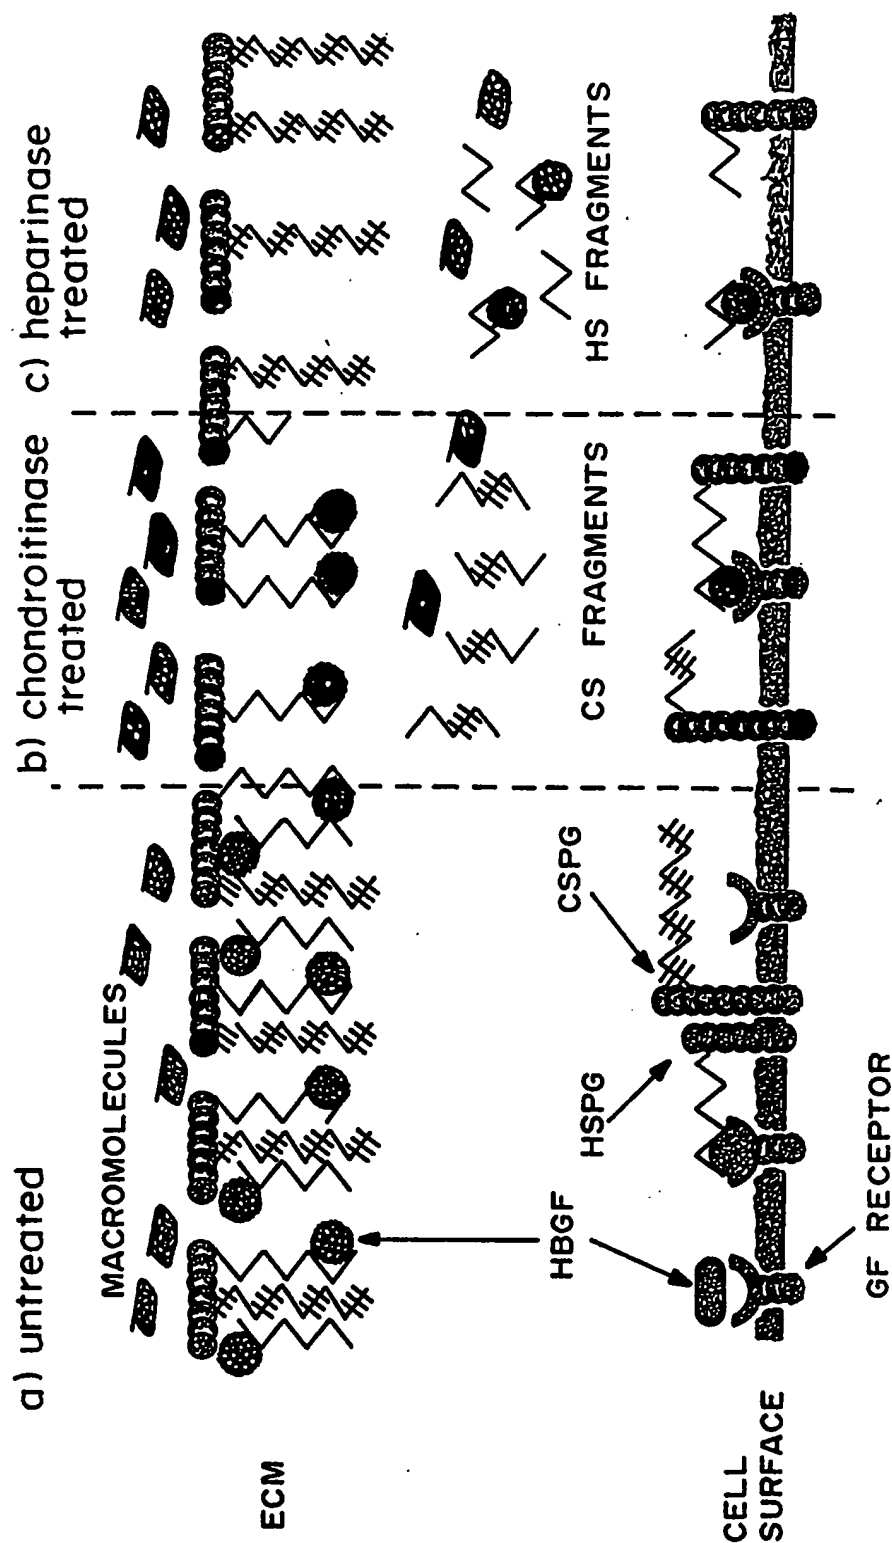 a) untreated
b) chondroitinase
treated
c) heparinase
treated
MACROMOLECULES
ECM
HBGF
HSPG
CSPG
CS FRAGMENTS
HS FRAGMENTS
CELL
SURFACE
GF RECEPTOR